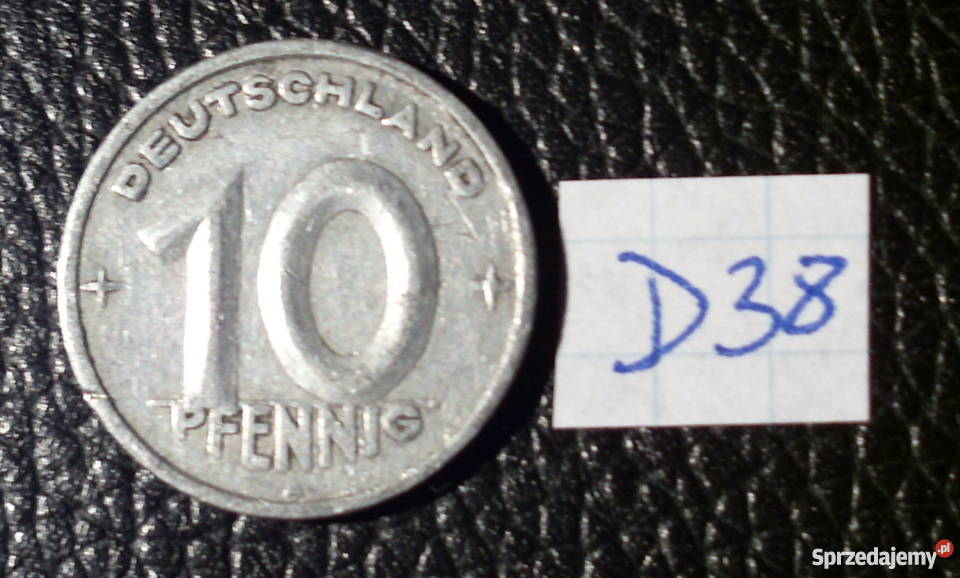 DEUTSCHLAND
10
PFENNIG
A
D38
Sprzedajemy.pl